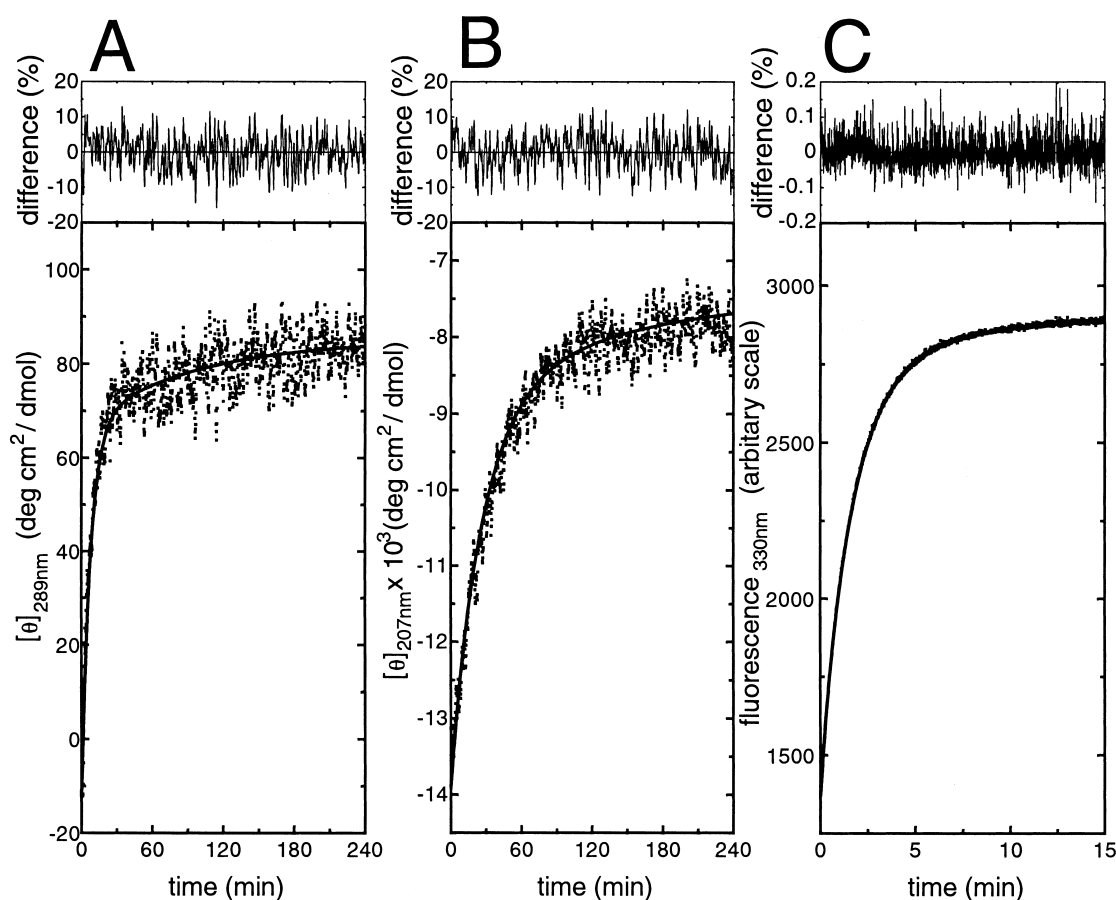 A
B
C
difference (%)
20
10
0
-10
-20
difference (%)
20
10
0
-10
-20
difference (%)
0.2
0.1
0
-0.1
-0.2
[θ]289nm (deg cm2/ dmol)
100
80
60
40
20
0
-20
0 60 120 180 240
time (min)
[θ]207nm x 103(deg cm2/ dmol)
-7
-8
-9
-10
-11
-12
-13
-14
0 60 120 180 240
time (min)
fluorescence 330nm (arbitary scale)
3000
2500
2000
1500
0 5 10 15
time (min)